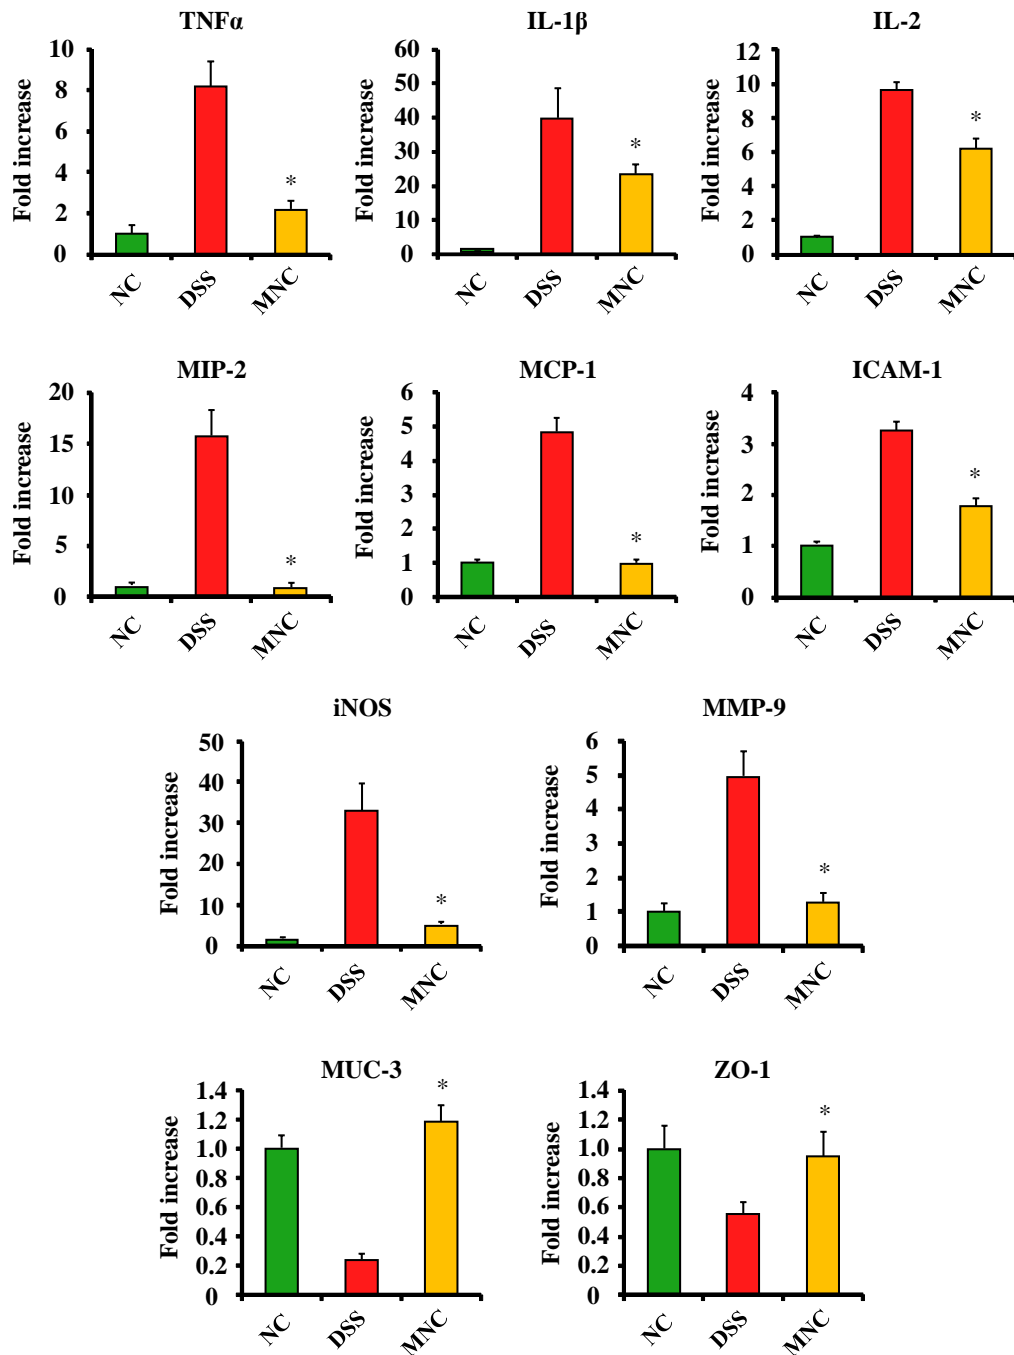 TNFα
IL-1β
IL-2
Fold increase
10
8
6
4
2
0
*
NC
DSS
MNC
Fold increase
60
50
40
30
20
10
0
*
NC
DSS
MNC
Fold increase
12
10
8
6
4
2
0
*
NC
DSS
MNC
MIP-2
MCP-1
ICAM-1
Fold increase
20
15
10
5
0
*
NC
DSS
MNC
Fold increase
6
5
4
3
2
1
0
*
NC
DSS
MNC
Fold increase
4
3
2
1
0
*
NC
DSS
MNC
iNOS
MMP-9
Fold increase
50
40
30
20
10
0
*
NC
DSS
MNC
Fold increase
6
5
4
3
2
1
0
*
NC
DSS
MNC
MUC-3
ZO-1
Fold increase
1.4
1.2
1.0
0.8
0.6
0.4
0.2
0
*
NC
DSS
MNC
Fold increase
1.4
1.2
1.0
0.8
0.6
0.4
0.2
0
*
NC
DSS
MNC